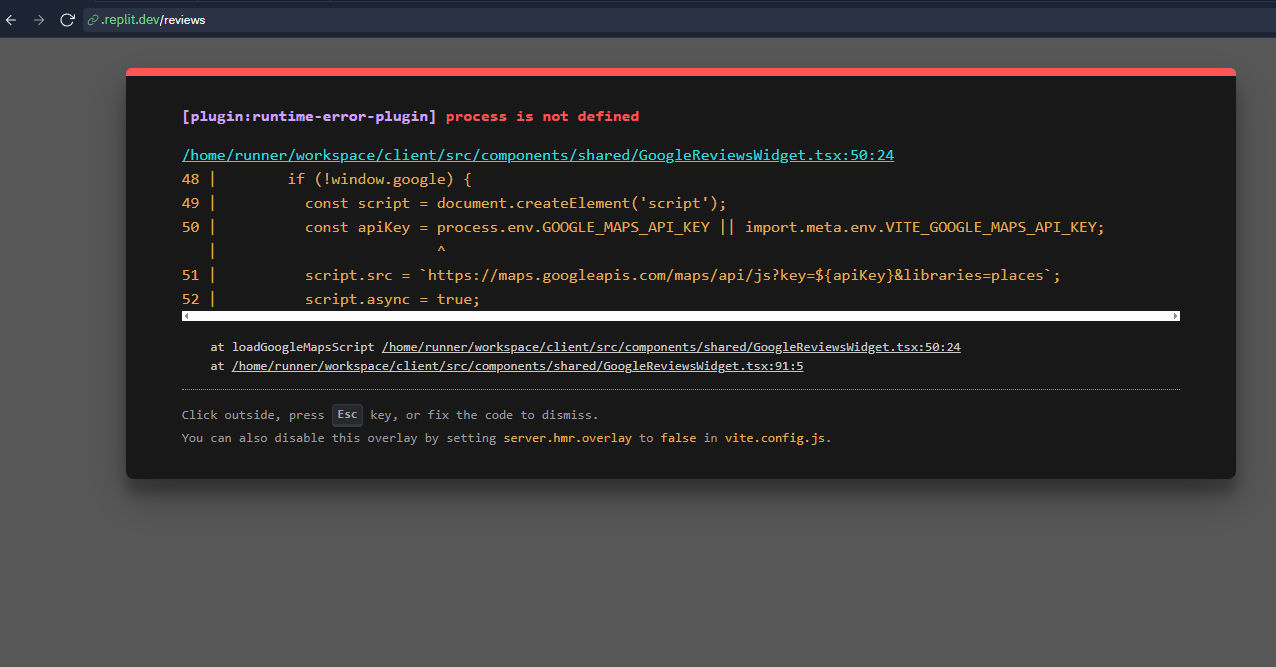 .replit.dev/reviews
[plugin:runtime-error-plugin] process is not defined
/home/runner/workspace/client/src/components/shared/GoogleReviewsWidget.tsx:50:24
48 |        if (!window.google) {
49 |          const script = document.createElement('script');
50 |          const apiKey = process.env.GOOGLE_MAPS_API_KEY || import.meta.env.VITE_GOOGLE_MAPS_API_KEY;
   |                         ^
51 |          script.src = `https://maps.googleapis.com/maps/api/js?key=${apiKey}&libraries=places`;
52 |          script.async = true;
at loadGoogleMapsScript /home/runner/workspace/client/src/components/shared/GoogleReviewsWidget.tsx:50:24
at /home/runner/workspace/client/src/components/shared/GoogleReviewsWidget.tsx:91:5
Click outside, press Esc key, or fix the code to dismiss.
You can also disable this overlay by setting server.hmr.overlay to false in vite.config.js.